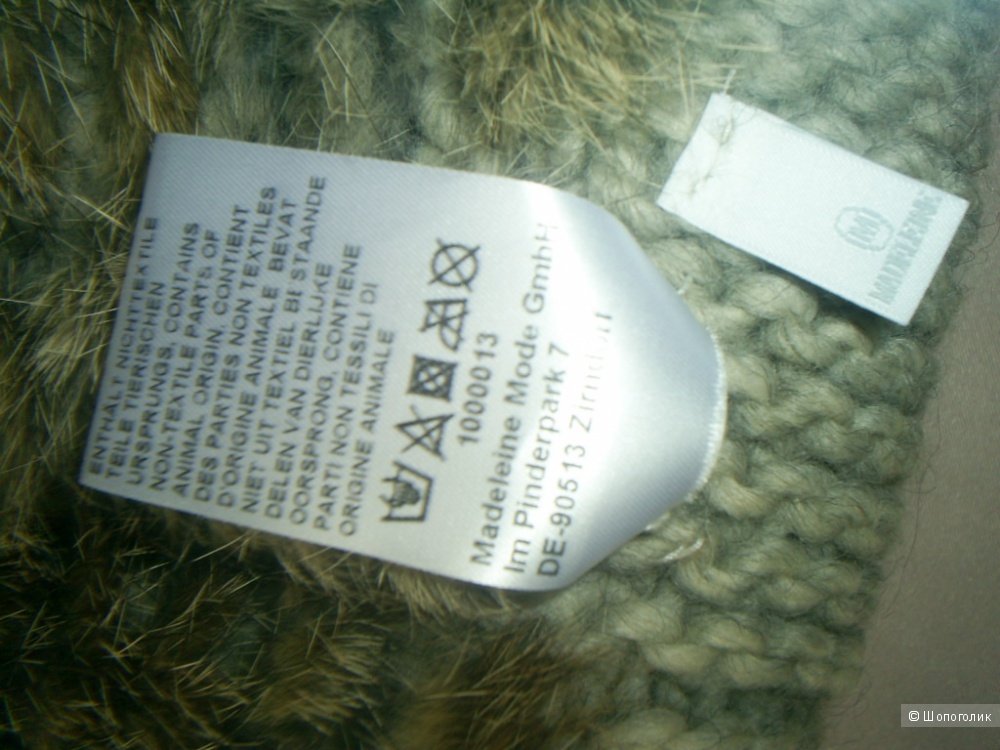 ENTHALT NICHTTEXTILE
TEILE TIERISCHEN
URSPRUNGS, CONTAINS
NON-TEXTILE PARTS OF
ANIMAL ORIGIN, CONTIENT
DES PARTIES NON TEXTILES
D'ORIGINE ANIMALE BEVAT
NIET UIT TEXTIEL BESTAANDE
DELEN VAN DIERLIJKE
OORSPRONG, CONTIENE
PARTI NON TESSILI DI
ORIGINE ANIMALE
1000013
Madeleine Mode GmbH
Im Pinderpark 7
DE-90513 Zirndorf
M
MADELEINE
© Шопоголик